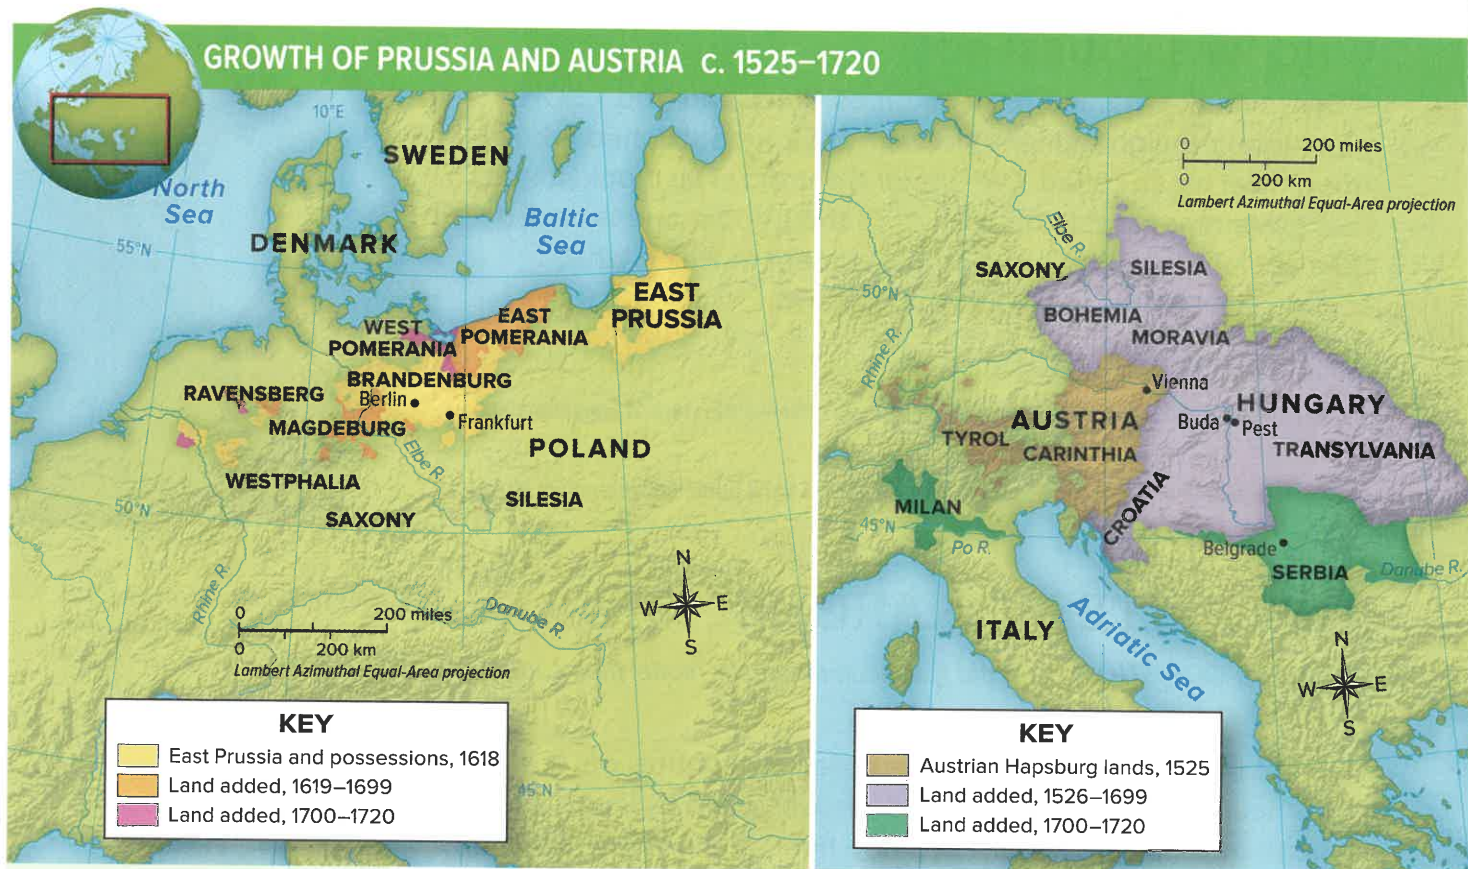 GROWTH OF PRUSSIA AND AUSTRIA C. 1525–1720
10°E
SWEDEN
North
Sea
Baltic
Sea
55°N
DENMARK
EAST
PRUSSIA
EAST
POMERANIA
WEST
POMERANIA
BRANDENBURG
RAVENSBERG
Berlin
Frankfurt
MAGDEBURG
POLAND
Elbe R.
WESTPHALIA
SILESIA
50°N
SAXONY
Rhine R.
Danube R.
N
W
E
S
0
200 miles
0
200 km
Lambert Azimuthal Equal-Area projection
45°N
KEY
East Prussia and possessions, 1618
Land added, 1619–1699
Land added, 1700–1720
0
200 miles
0
200 km
Lambert Azimuthal Equal-Area projection
Elbe R.
SAXONY
SILESIA
50°N
BOHEMIA
MORAVIA
Rhine R.
Vienna
HUNGARY
AUSTRIA
Buda
Pest
TYROL
CARINTHIA
TRANSYLVANIA
MILAN
CROATIA
45°N
Po R.
Belgrade
SERBIA
Danube R.
ITALY
Adriatic Sea
N
W
E
S
KEY
Austrian Hapsburg lands, 1525
Land added, 1526–1699
Land added, 1700–1720